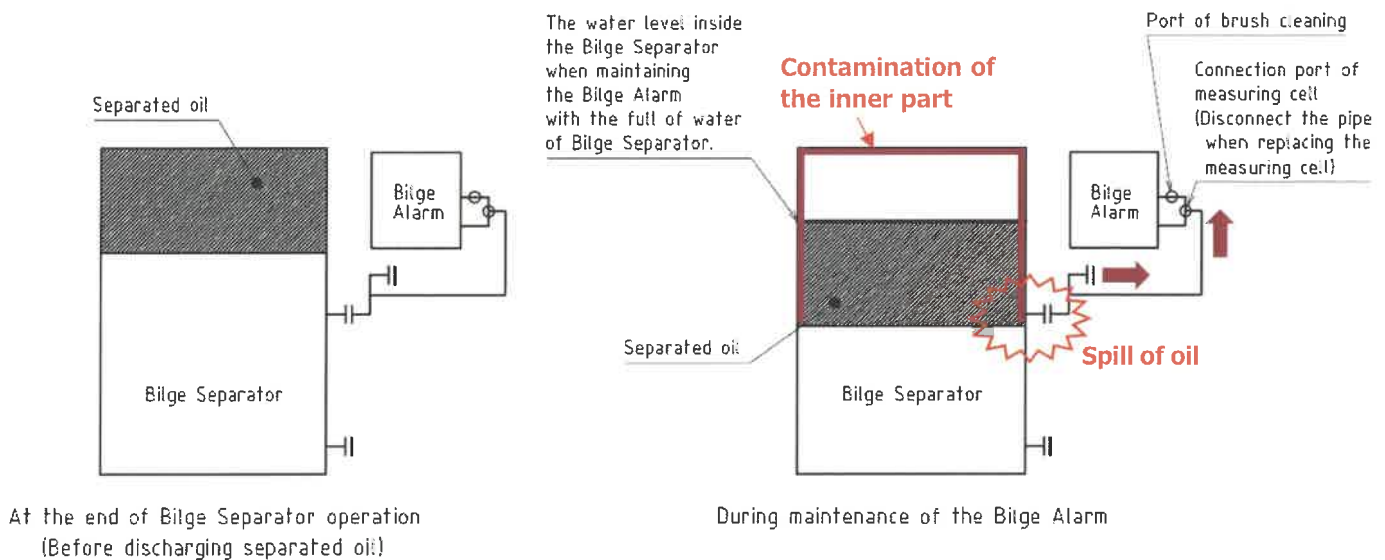 Separated oil
Bilge
Alarm
Bilge Separator
At the end of Bilge Separator operation
(Before discharging separated oil)
The water level inside
the Bilge Separator
when maintaining
the Bilge Alarm
with the full of water
of Bilge Separator.
Contamination of
the inner part
Port of brush cleaning
Connection port of
measuring cell
(Disconnect the pipe
when replacing the
measuring cell)
Bilge
Alarm
Separated oil
Spill of oil
Bilge Separator
During maintenance of the Bilge Alarm